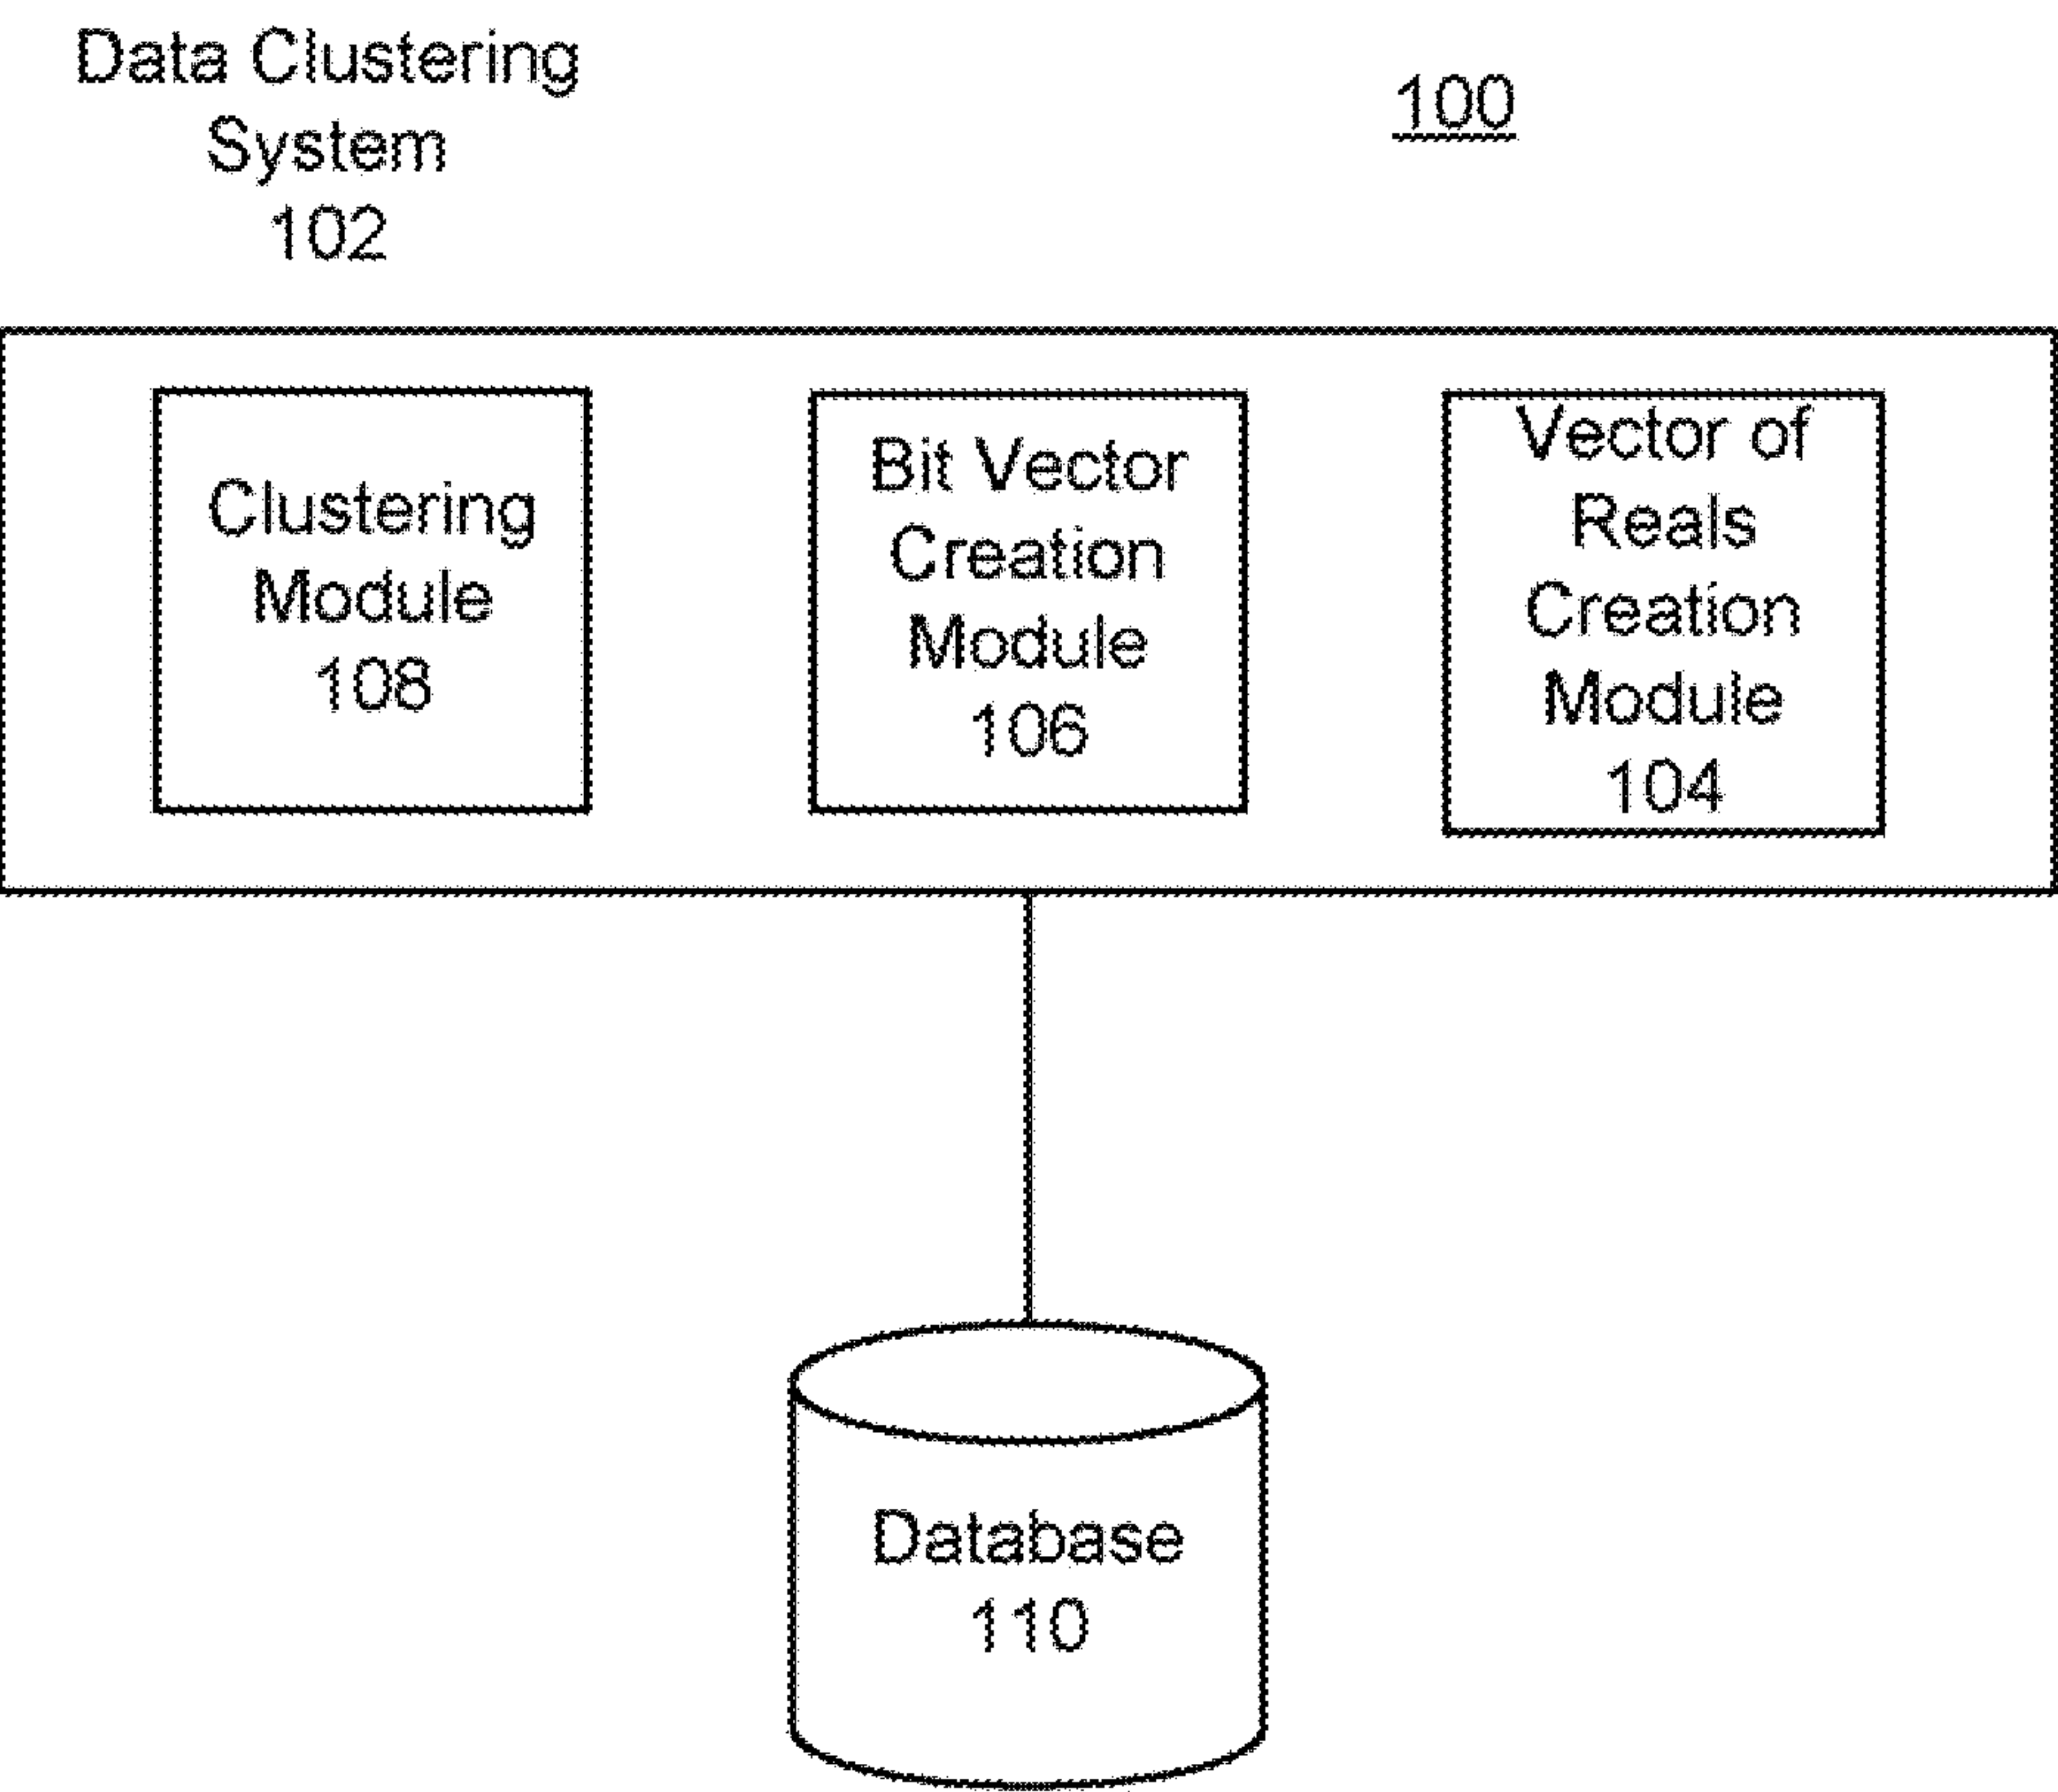 Data Clustering
System
102
100
Clustering
Module
108
Bit Vector
Creation
Module
106
Vector of
Reals
Creation
Module
104
Database
110